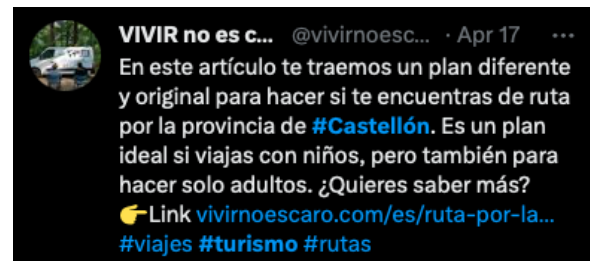 VIVIR no es c... @vivirnoesc... · Apr 17 ...
En este artículo te traemos un plan diferente
y original para hacer si te encuentras de ruta
por la provincia de #Castellón. Es un plan
ideal si viajas con niños, pero también para
hacer solo adultos. ¿Quieres saber más?
👉Link vivirnoescaro.com/es/ruta-por-la...
#viajes #turismo #rutas